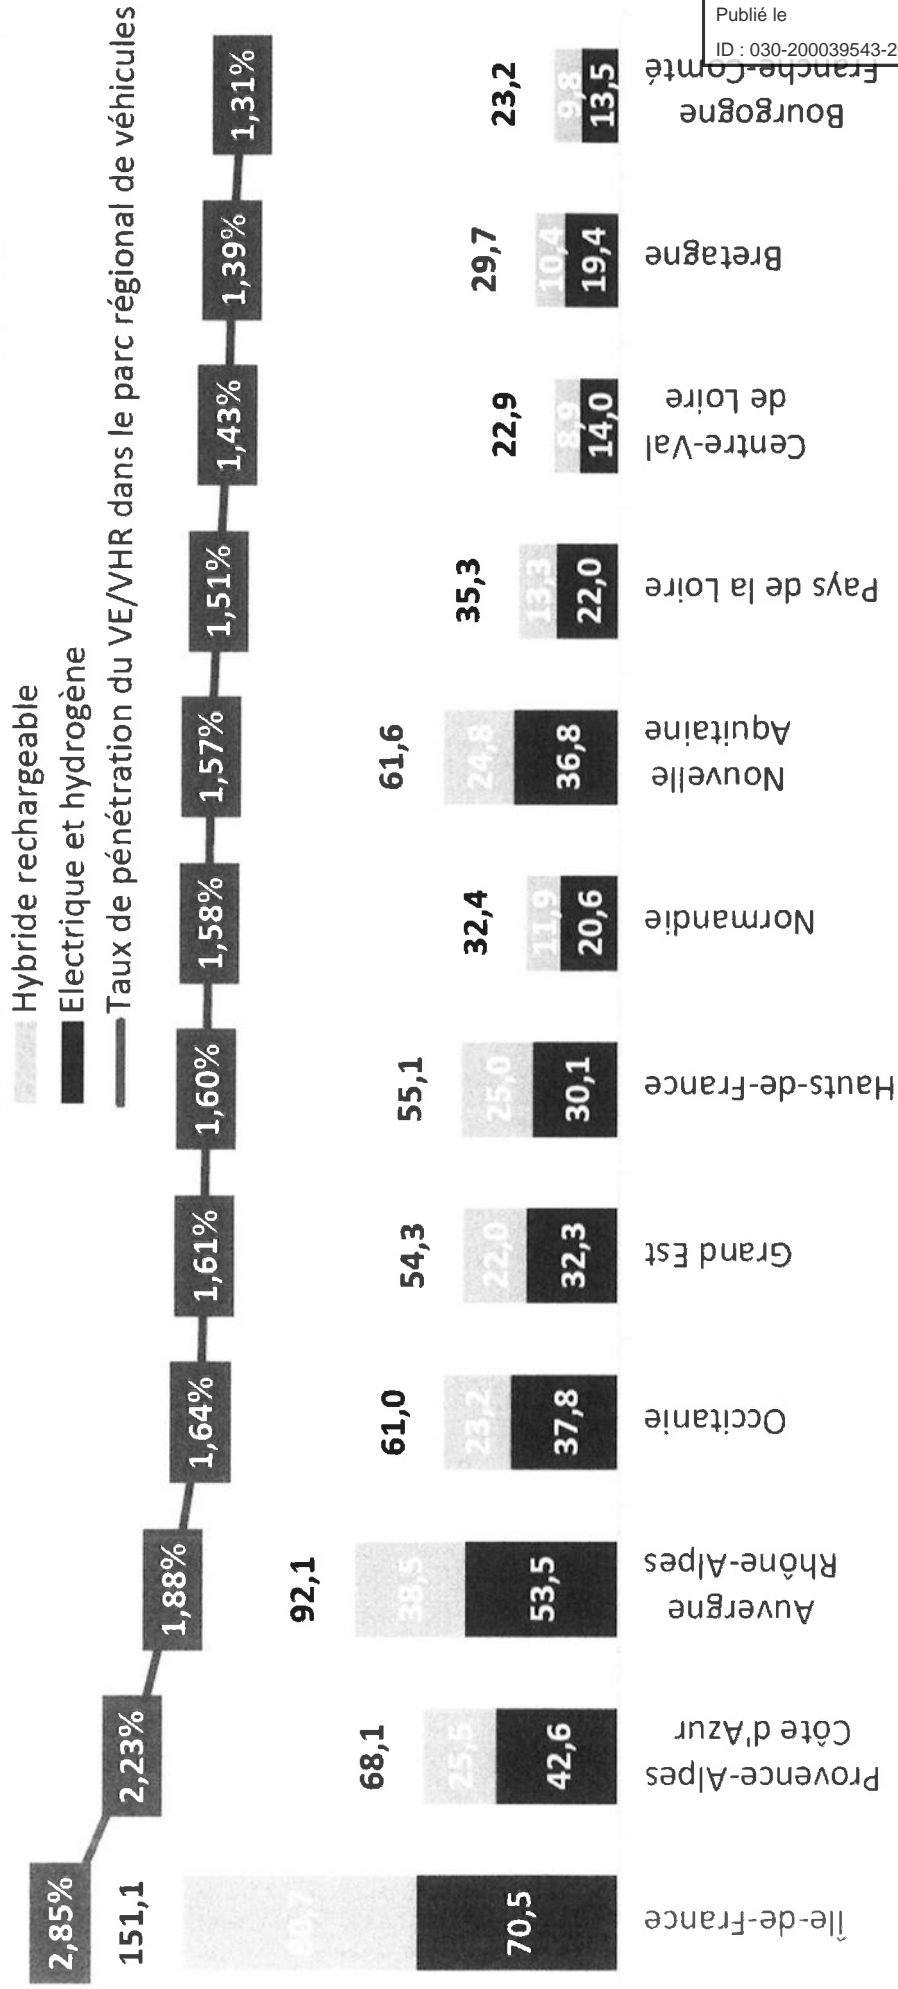 Publié le
ID : 030-200039543-2
Hybride rechargeable
Electrique et hydrogène
Taux de pénétration du VE/VHR dans le parc régional de véhicules
2,85%
2,23%
1,88%
1,64%
1,61%
1,60%
1,58%
1,57%
1,51%
1,43%
1,39%
1,31%
151,1
68,1
92,1
61,0
54,3
55,1
32,4
61,6
35,3
22,9
29,7
23,2
80,7
25,5
38,5
23,2
22,0
25,0
11,9
24,8
13,3
8,9
10,4
9,8
70,5
42,6
53,5
37,8
32,3
30,1
20,6
36,8
22,0
14,0
19,4
13,5
Île-de-France
Provence-Alpes
Côte d'Azur
Auvergne
Rhône-Alpes
Occitanie
Grand Est
Hauts-de-France
Normandie
Nouvelle
Aquitaine
Pays de la Loire
Centre-Val
de Loire
Bretagne
Bourgogne
Franche-Comté